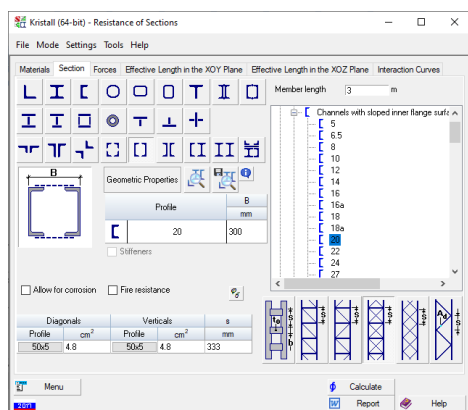 Kristall (64-bit) - Resistance of Sections
File Mode Settings Tools Help
Materials Section Forces Effective Length in the XOY Plane Effective Length in the XOZ Plane Interaction Curves
Member length 3 m
Channels with sloped inner flange surfa
5
6.5
8
10
12
14
16
16a
18
18a
20
22
24
27
B
Geometric Properties
Profile B
mm
20 300
Stiffeners
Allow for corrosion Fire resistance
Diagonals Verticals s
Profile cm² Profile cm² mm
50x5 4.8 50x5 4.8 333
Menu Calculate
Report Help